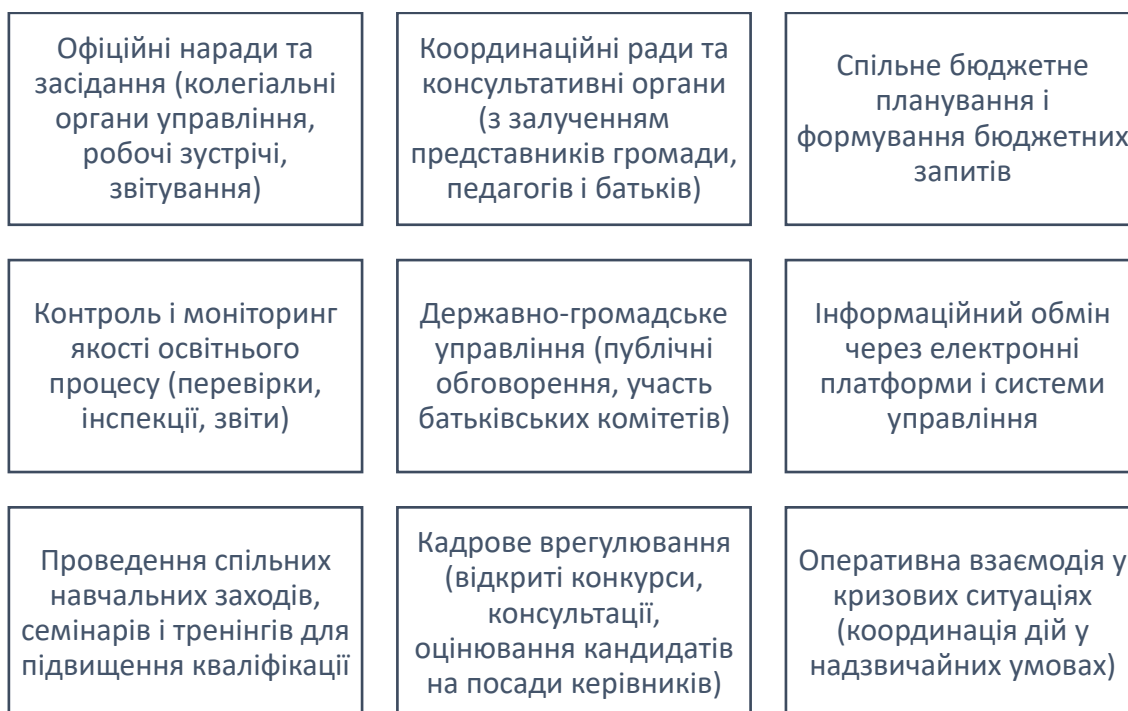 Офіційні наради та
засідання (колегіальні
органи управління,
робочі зустрічі,
звітування)
Координаційні ради та
консультативні органи
(з залученням
представників громади,
педагогів і батьків)
Спільне бюджетне
планування і
формування бюджетних
запитів
Контроль і моніторинг
якості освітнього
процесу (перевірки,
інспекції, звіти)
Державно-громадське
управління (публічні
обговорення, участь
батьківських комітетів)
Інформаційний обмін
через електронні
платформи і системи
управління
Проведення спільних
навчальних заходів,
семінарів і тренінгів для
підвищення кваліфікації
Кадрове врегулювання
(відкриті конкурси,
консультації,
оцінювання кандидатів
на посади керівників)
Оперативна взаємодія у
кризових ситуаціях
(координація дій у
надзвичайних умовах)